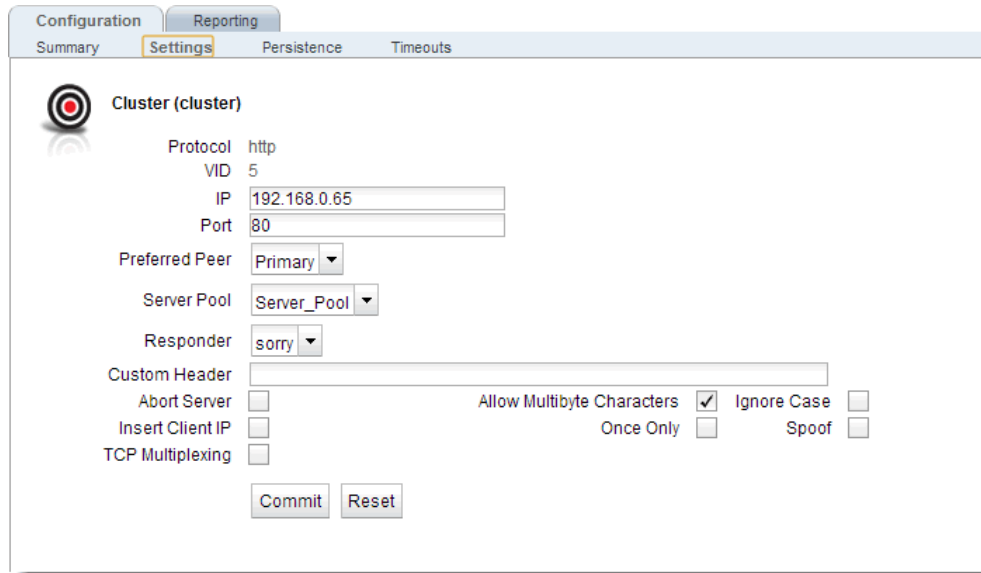 Configuration Reporting
Summary Settings Persistence Timeouts
Cluster (cluster)
Protocol http
VID 5
IP 192.168.0.65
Port 80
Preferred Peer Primary
Server Pool Server_Pool
Responder sorry
Custom Header
Abort Server Allow Multibyte Characters Ignore Case
Insert Client IP Once Only Spoof
TCP Multiplexing
Commit Reset